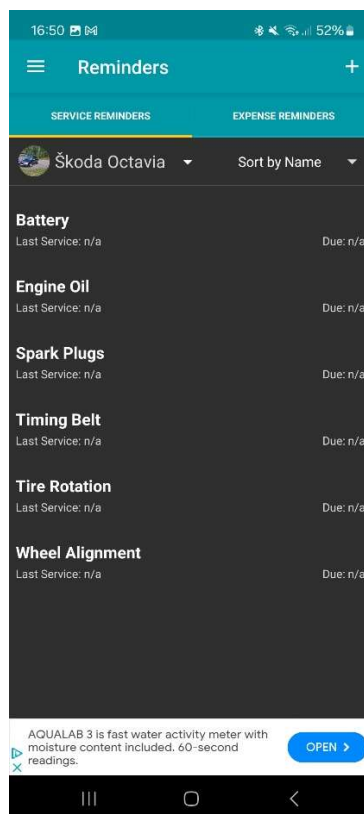 16:50 52%
Reminders +
SERVICE REMINDERS EXPENSE REMINDERS
Škoda Octavia Sort by Name
Battery
Last Service: n/a Due: n/a
Engine Oil
Last Service: n/a Due: n/a
Spark Plugs
Last Service: n/a Due: n/a
Timing Belt
Last Service: n/a Due: n/a
Tire Rotation
Last Service: n/a Due: n/a
Wheel Alignment
Last Service: n/a Due: n/a
AQUALAB 3 is fast water activity meter with
moisture content included. 60-second
readings.
OPEN